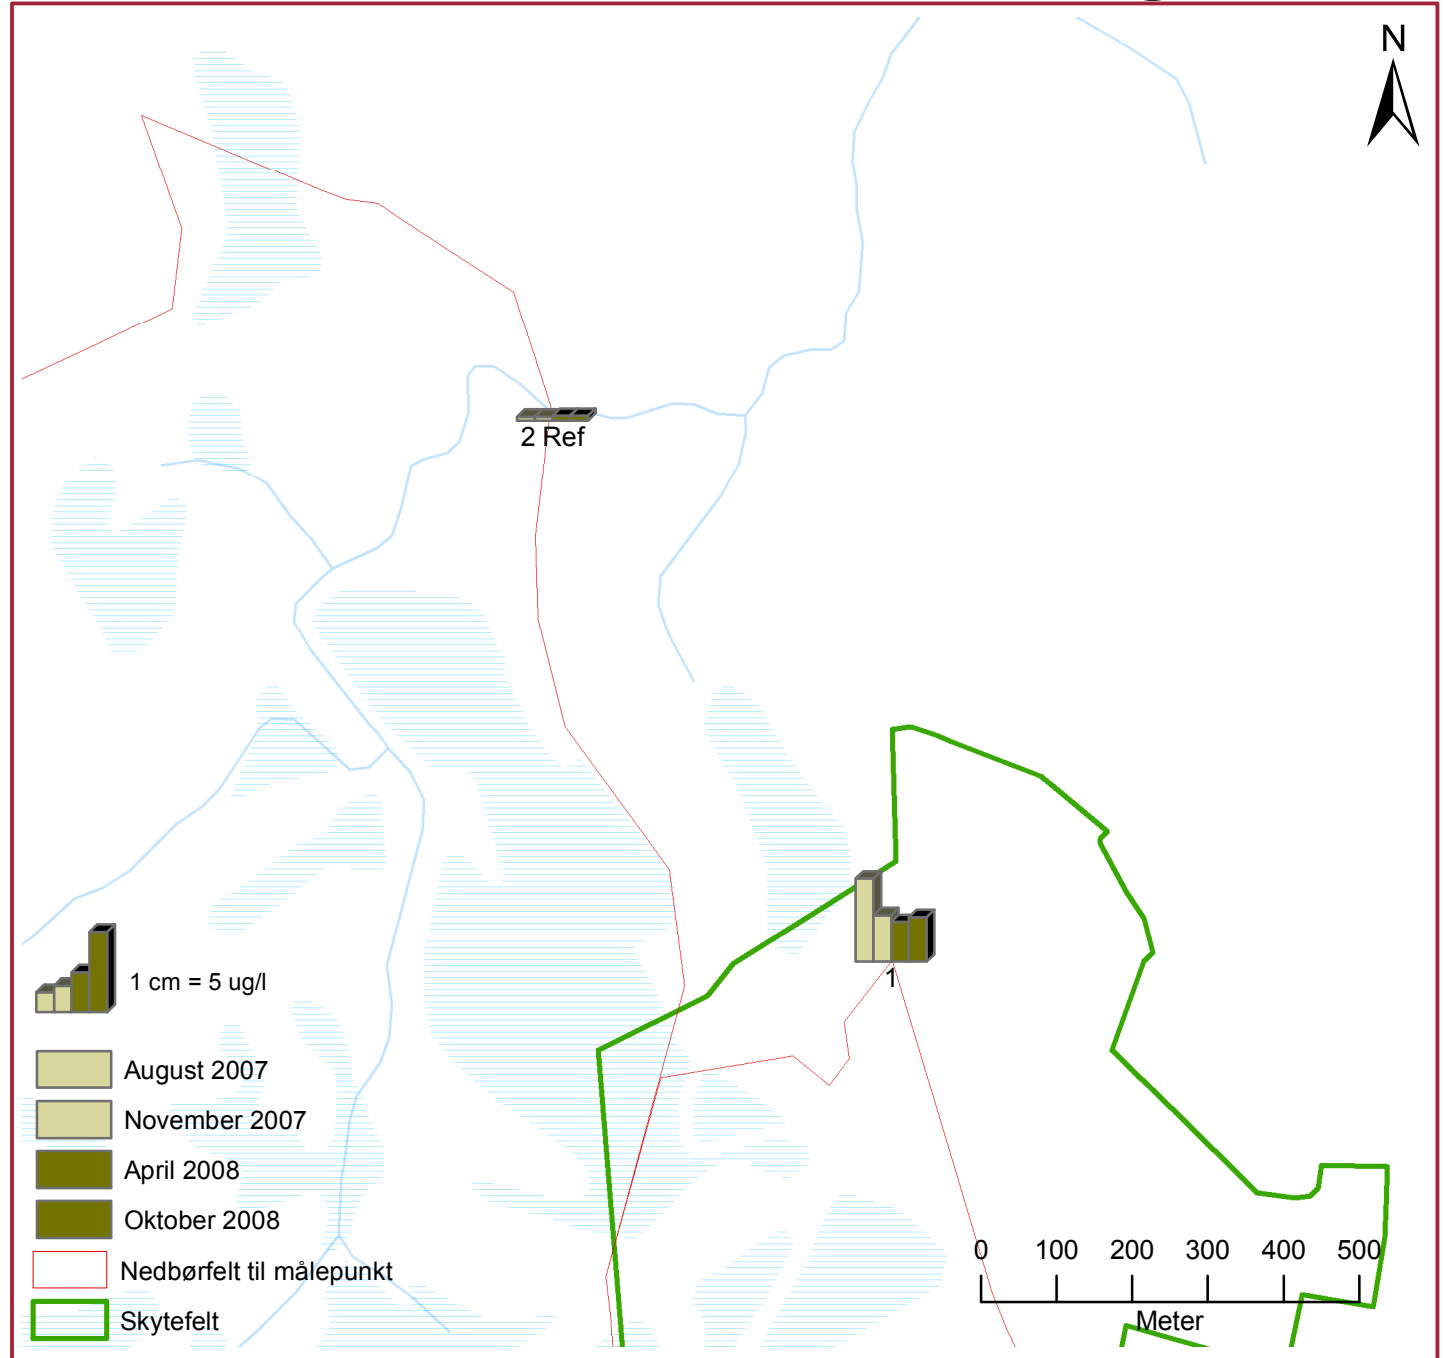 N
2 Ref
1
1 cm = 5 ug/l
August 2007
November 2007
April 2008
Oktober 2008
Nedbørfelt til målepunkt
Skytefelt
0 100 200 300 400 500
Meter